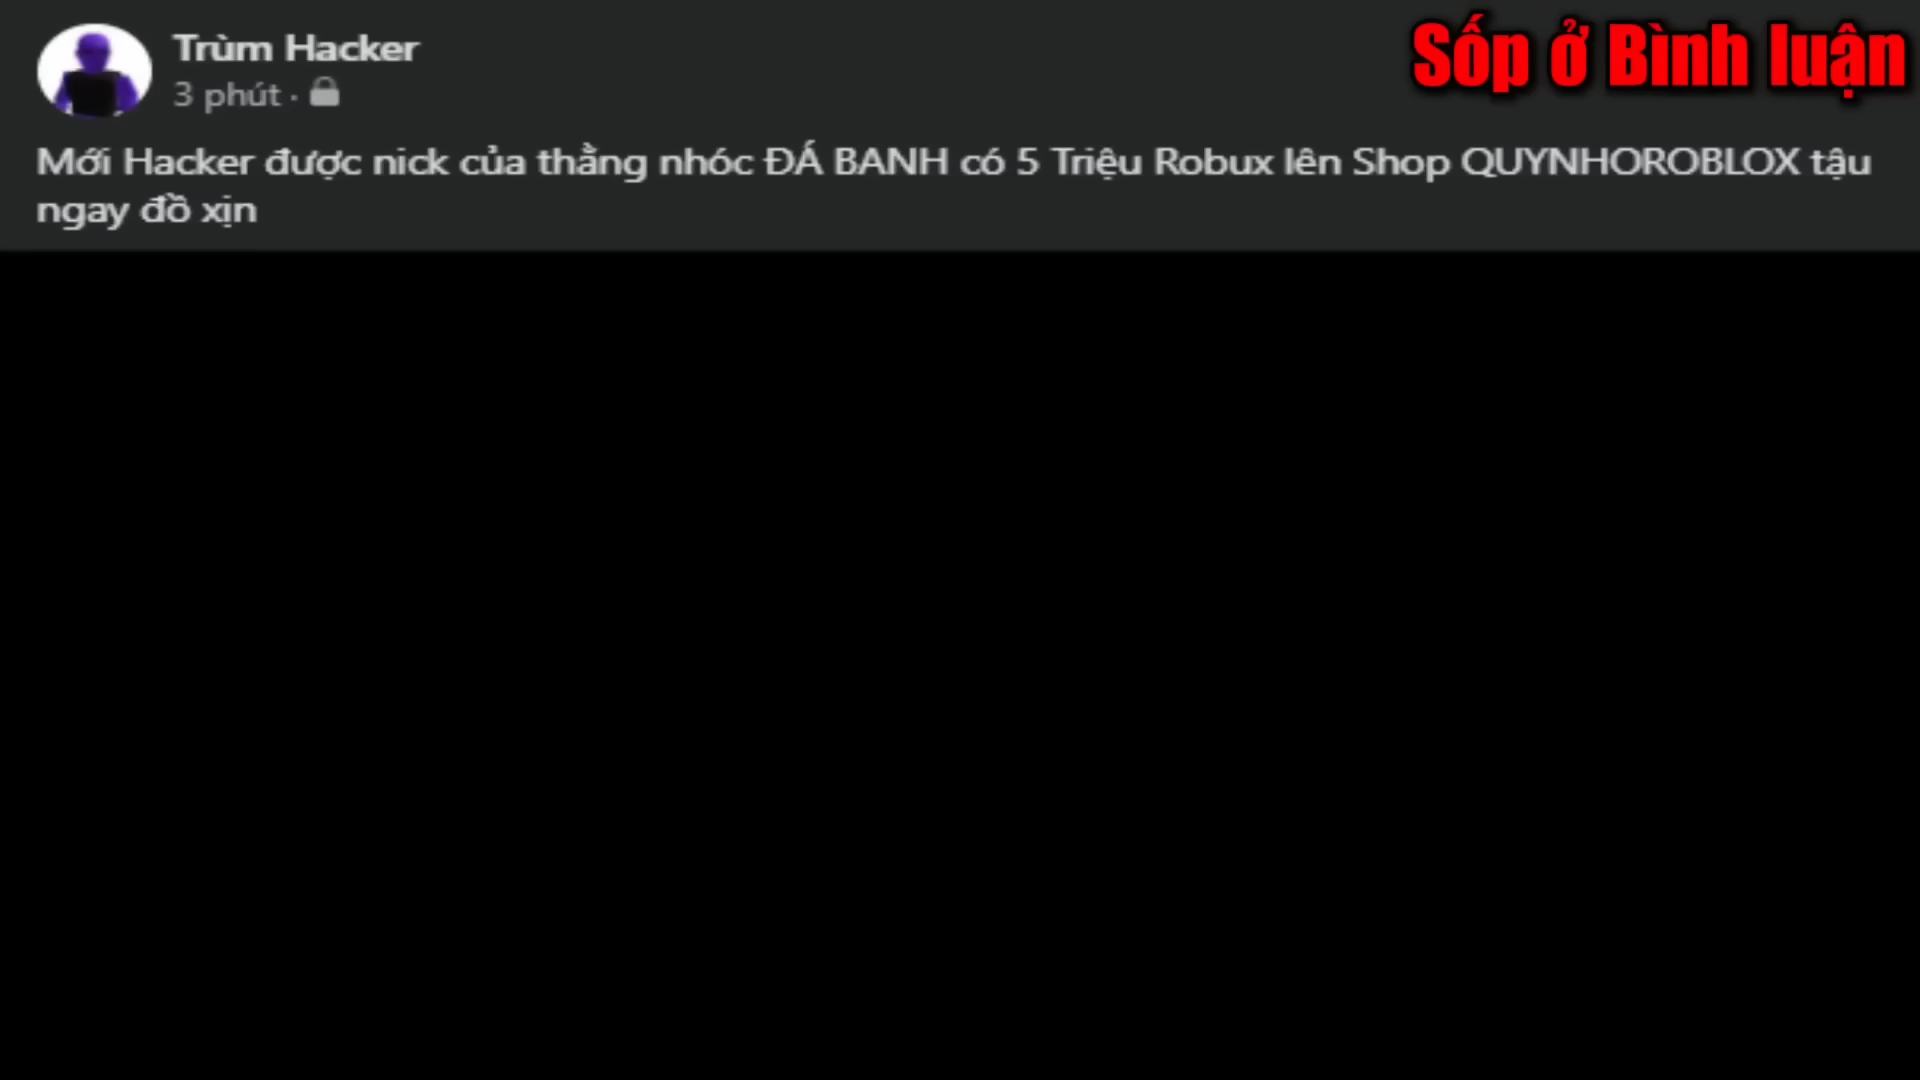 Trùm Hacker
Sốp ở Bình luận
3 phút ·
Mới Hacker được nick của thằng nhóc ĐÁ BANH có 5 Triệu Robux lên Shop QUYNHOROBLOX tậu
ngay đồ xịn